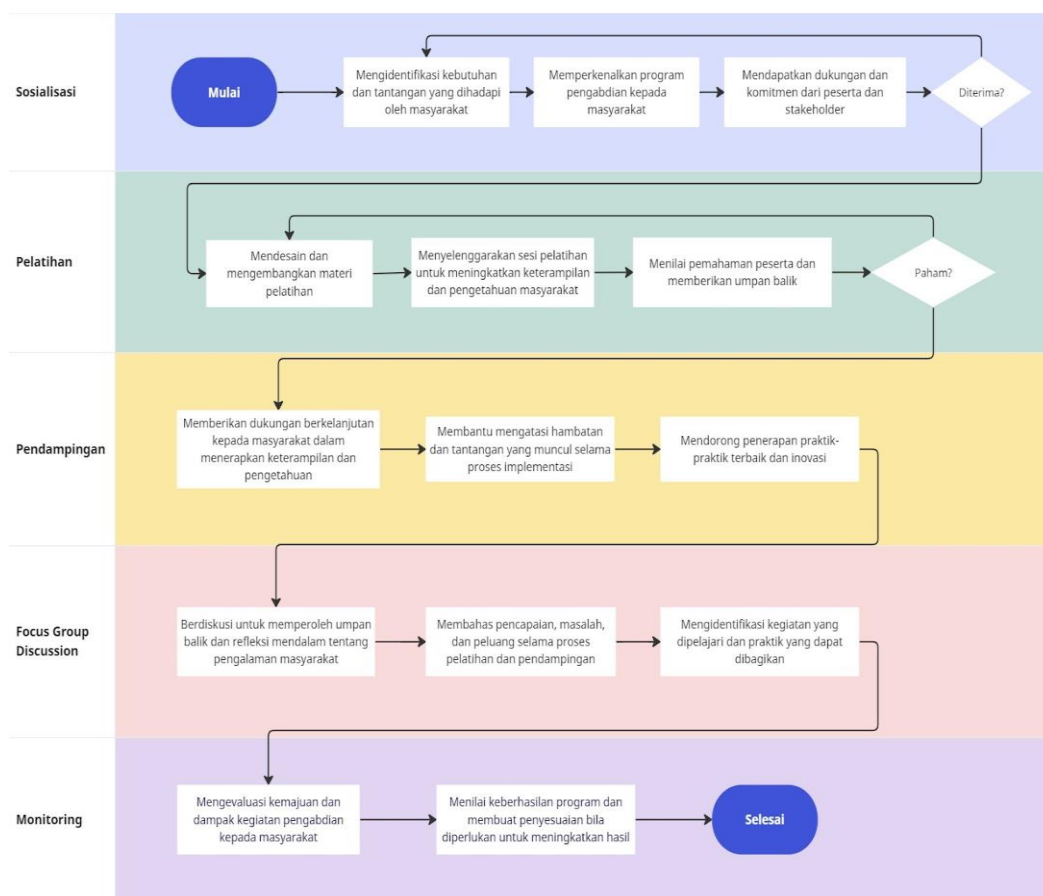 Sosialisasi
Mulai
Mengidentifikasi kebutuhan
dan tantangan yang dihadapi
oleh masyarakat
Memperkenalkan program
pengabdian kepada
masyarakat
Mendapatkan dukungan dan
komitmen dari peserta dan
stakeholder
Diterima?
Pelatihan
Mendesain dan
mengembangkan materi
pelatihan
Menyelenggarakan sesi pelatihan
untuk meningkatkan keterampilan
dan pengetahuan masyarakat
Menilai pemahaman peserta dan
memberikan umpan balik
Paham?
Pendampingan
Memberikan dukungan berkelanjutan
kepada masyarakat dalam
menerapkan keterampilan dan
pengetahuan
Membantu mengatasi hambatan
dan tantangan yang muncul selama
proses implementasi
Mendorong penerapan praktik-
praktik terbaik dan inovasi
Focus Group
Discussion
Berdiskusi untuk memperoleh umpan
balik dan refleksi mendalam tentang
pengalaman masyarakat
Membahas pencapaian, masalah,
dan peluang selama proses
pelatihan dan pendampingan
Mengidentifikasi kegiatan yang
dipelajari dan praktik yang dapat
dibagikan
Monitoring
Mengevaluasi kemajuan dan
dampak kegiatan pengabdian
kepada masyarakat
Menilai keberhasilan program dan
membuat penyesuaian bila
diperlukan untuk meningkatkan hasil
Selesai